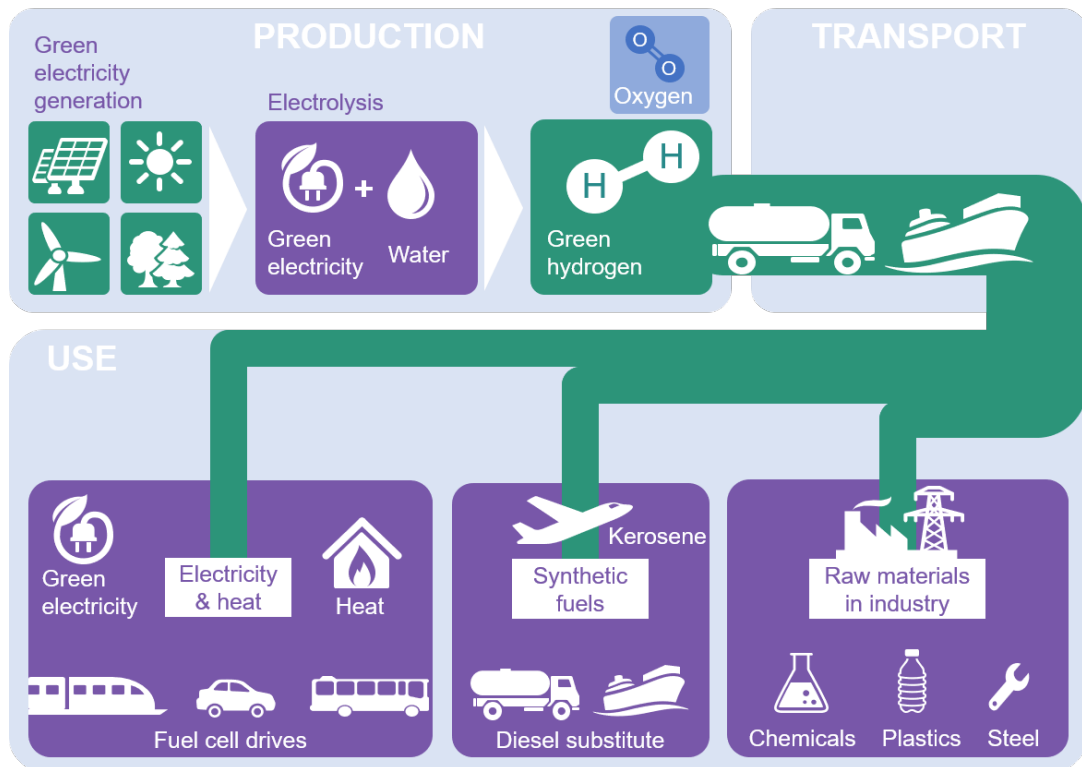 PRODUCTION
TRANSPORT
Green
electricity
generation
Electrolysis
O
O
Oxygen
Green
electricity
+
Water
H
H
Green
hydrogen
USE
Green
electricity
Electricity
& heat
Heat
Fuel cell drives
Kerosene
Synthetic
fuels
Diesel substitute
Raw materials
in industry
Chemicals
Plastics
Steel